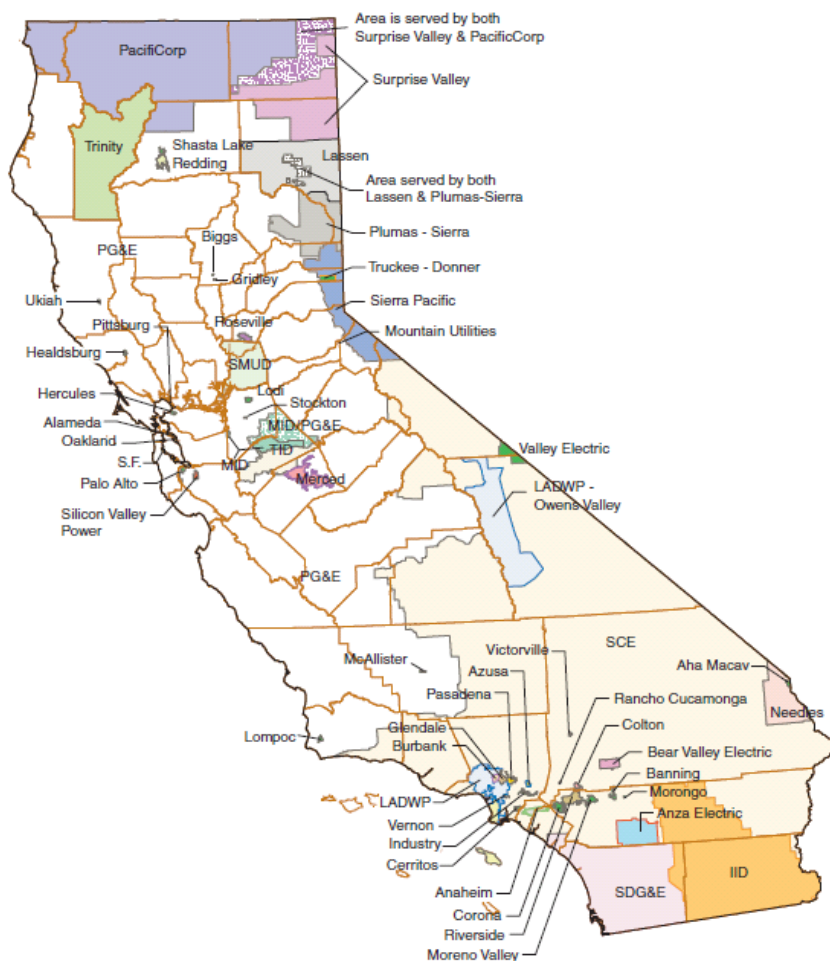 Area is served by both
Surprise Valley & PacificCorp
PacifiCorp
Surprise Valley
Trinity
Shasta Lake
Redding
Lassen
Area served by both
Lassen & Plumas-Sierra
Plumas - Sierra
Biggs
PG&E
Truckee - Donner
Gridley
Ukiah
Sierra Pacific
Pittsburg
Roseville
Mountain Utilities
Healdsburg
SMUD
Hercules
Lodi
Stockton
Alameda
MID/PG&E
Oakland
TID
Valley Electric
S.F.
MID
Palo Alto
Merced
LADWP -
Owens Valley
Silicon Valley
Power
PG&E
SCE
Victorville
McAllister
Azusa
Aha Macav
Pasadena
Rancho Cucamonga
Needles
Glendale
Colton
Lompoc
Burbank
Bear Valley Electric
Banning
LADWP
Morongo
Vernon
Anza Electric
Industry
Cerritos
Anaheim
SDG&E
IID
Corona
Riverside
Moreno Valley